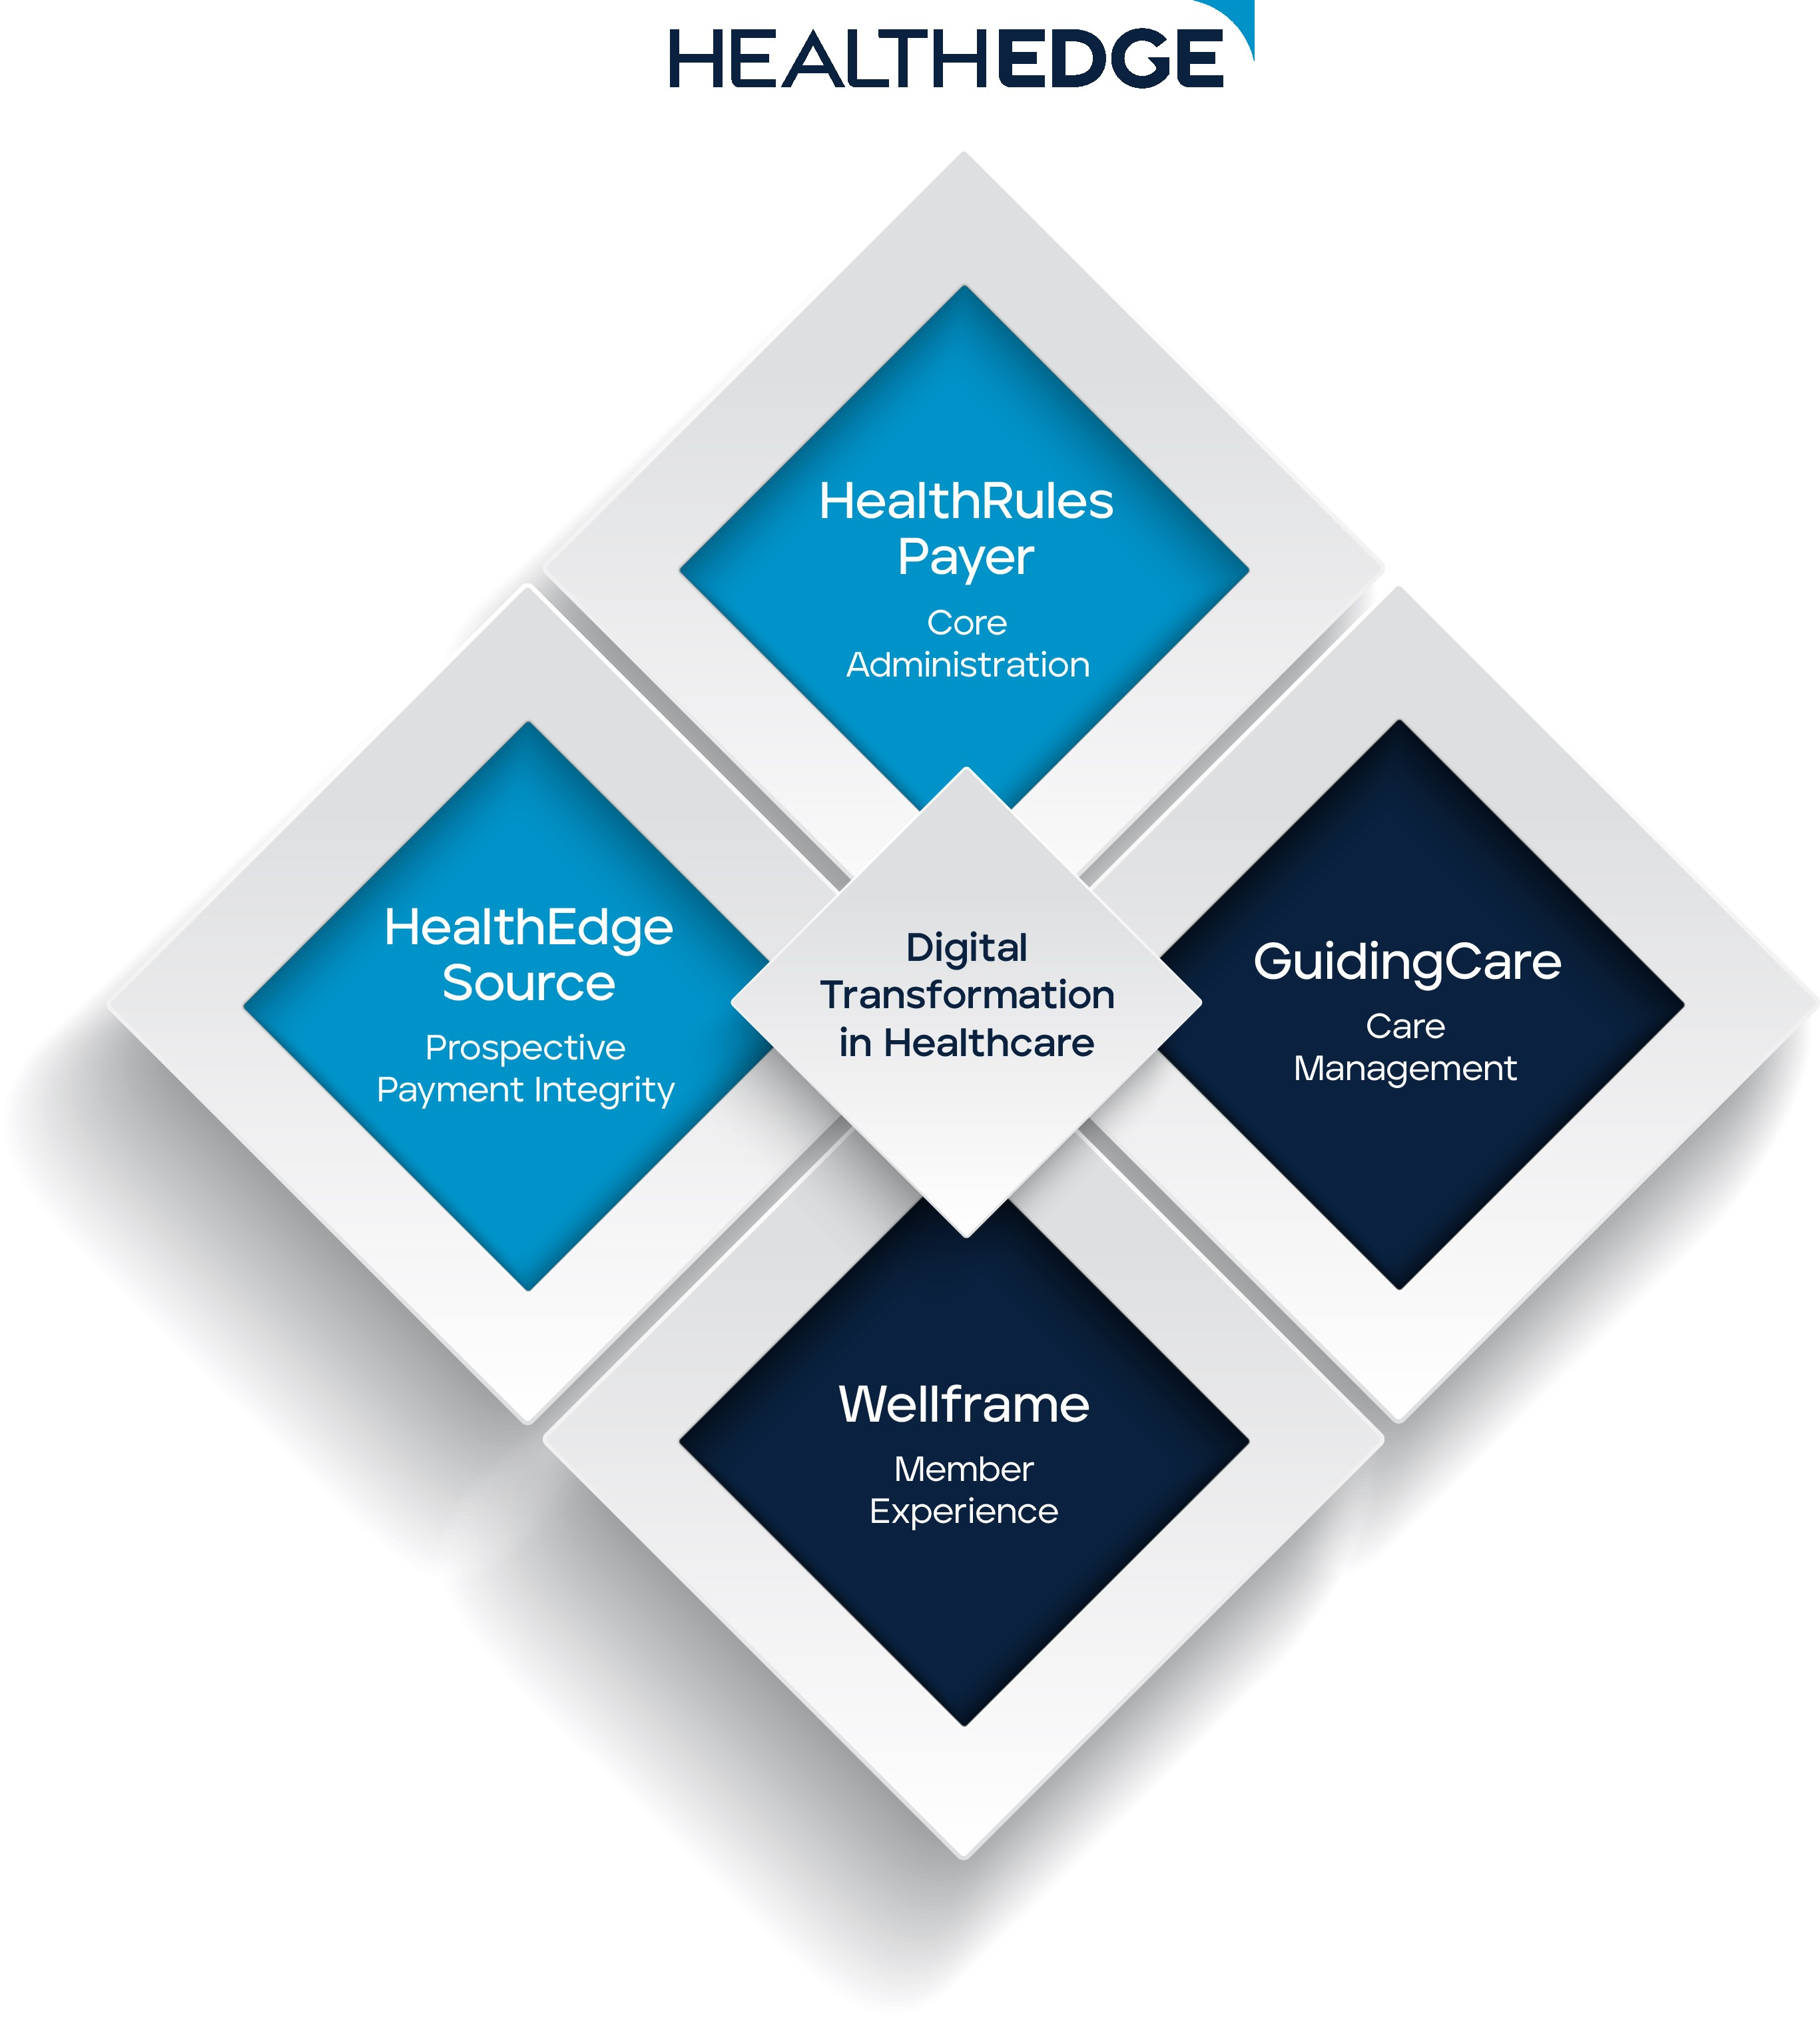 HEALTHEDGE
HealthRules
Payer
Core
Administration
HealthEdge
Source
Prospective
Payment Integrity
Digital
Transformation
in Healthcare
GuidingCare
Care
Management
Wellframe
Member
Experience